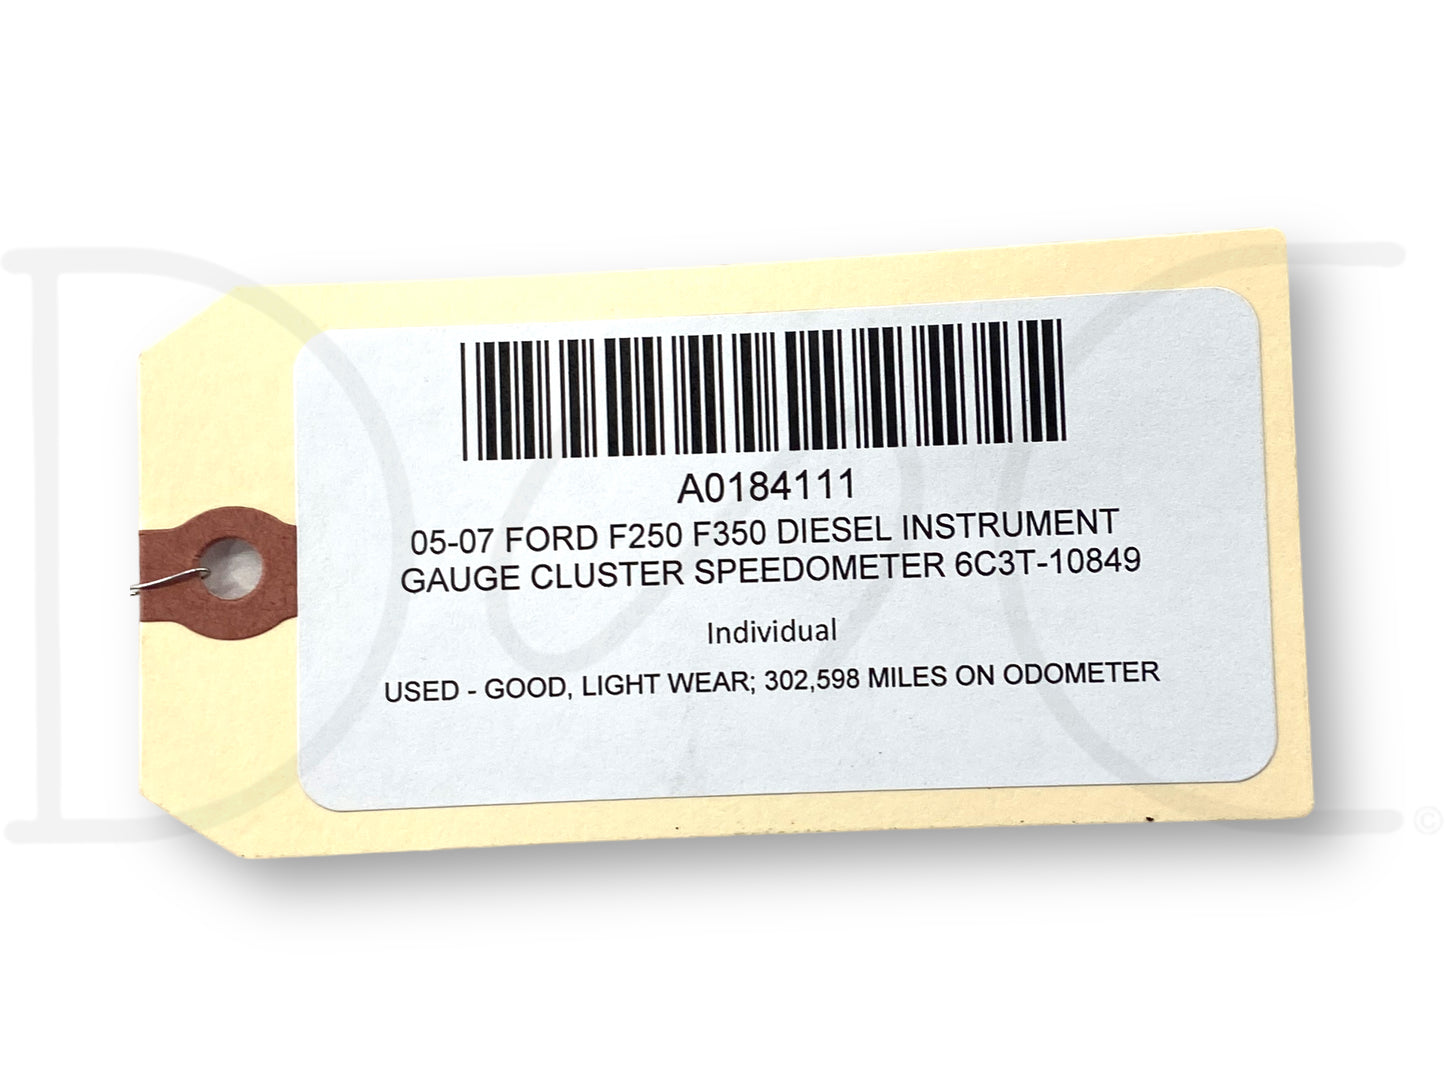 A0184111
05-07 FORD F250 F350 DIESEL INSTRUMENT
GAUGE CLUSTER SPEEDOMETER 6C3T-10849
Individual
USED - GOOD, LIGHT WEAR; 302,598 MILES ON ODOMETER
©